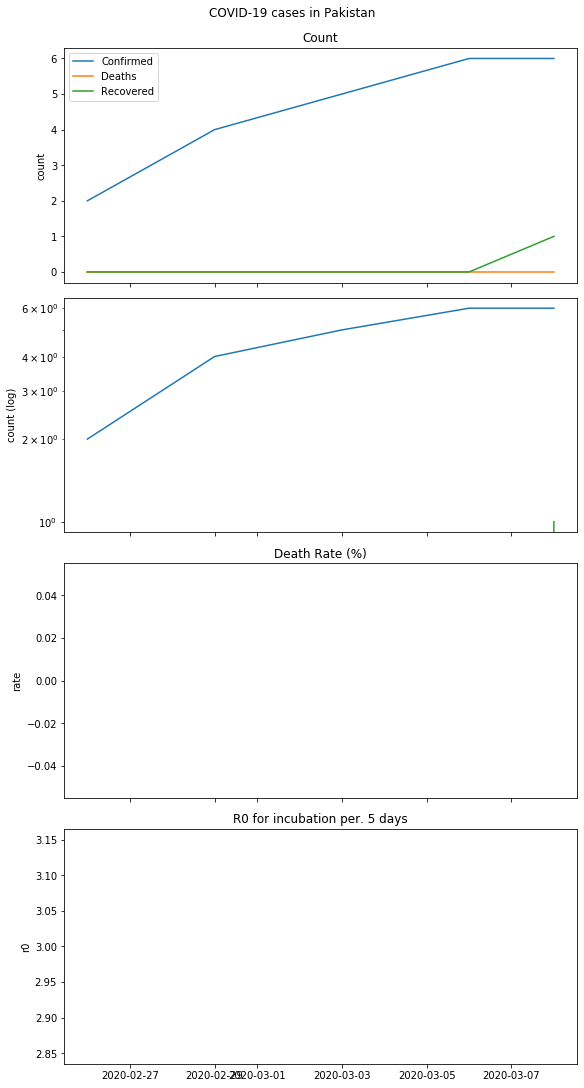 COVID-19 cases in Pakistan
Count
Confirmed
Deaths
Recovered
6
5
4
3
2
1
0
count
6 × 10⁰
4 × 10⁰
3 × 10⁰
2 × 10⁰
10⁰
count (log)
Death Rate (%)
0.04
0.02
0.00
−0.02
−0.04
rate
R0 for incubation per. 5 days
3.15
3.10
3.05
3.00
2.95
2.90
2.85
r0
2020-02-27 2020-02-29 2020-03-01 2020-03-03 2020-03-05 2020-03-07